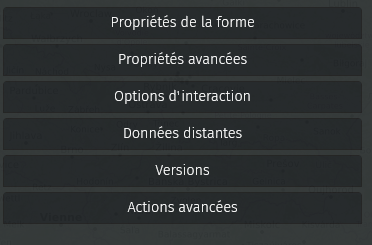 Propriétés de la forme
Propriétés avancées
Options d'interaction
Données distantes
Versions
Actions avancées